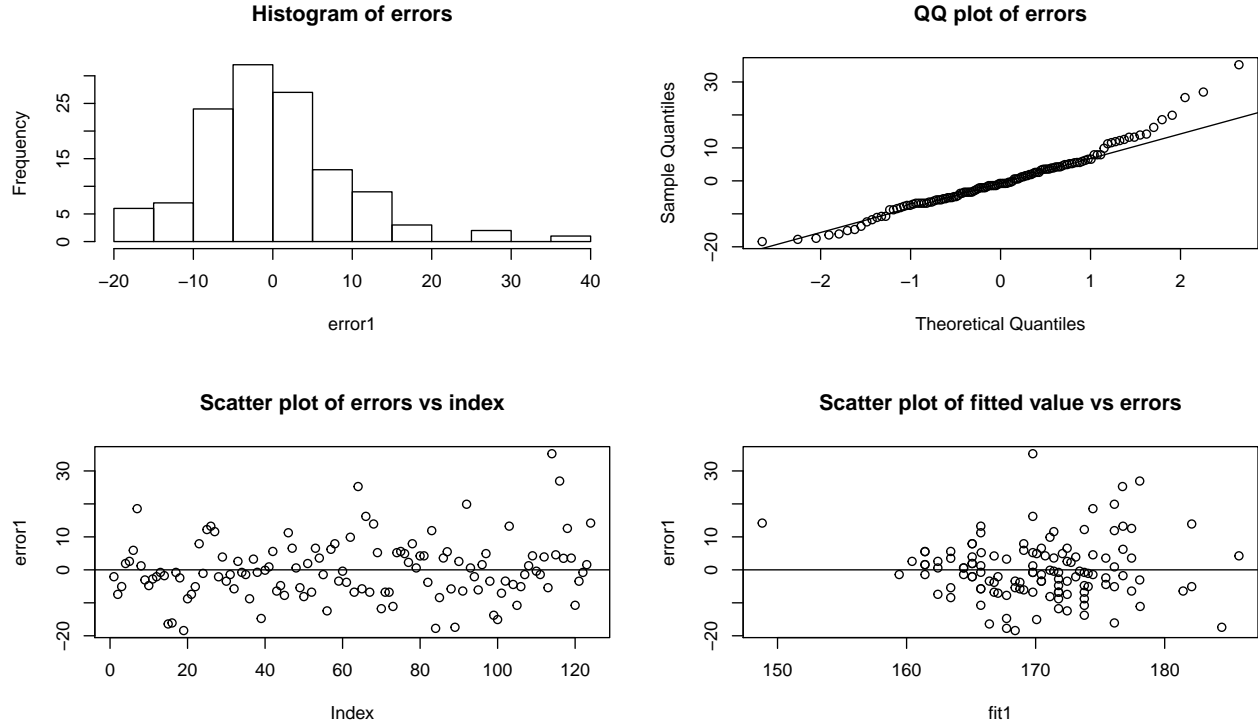 Histogram of errors
Frequency
25
15
5
0
−20 −10 0 10 20 30 40
error1
QQ plot of errors
Sample Quantiles
30
10
0
−20
−2 −1 0 1 2
Theoretical Quantiles
Scatter plot of errors vs index
error1
30
10
0
−20
0 20 40 60 80 100 120
Index
Scatter plot of fitted value vs errors
error1
30
10
0
−20
150 160 170 180
fit1